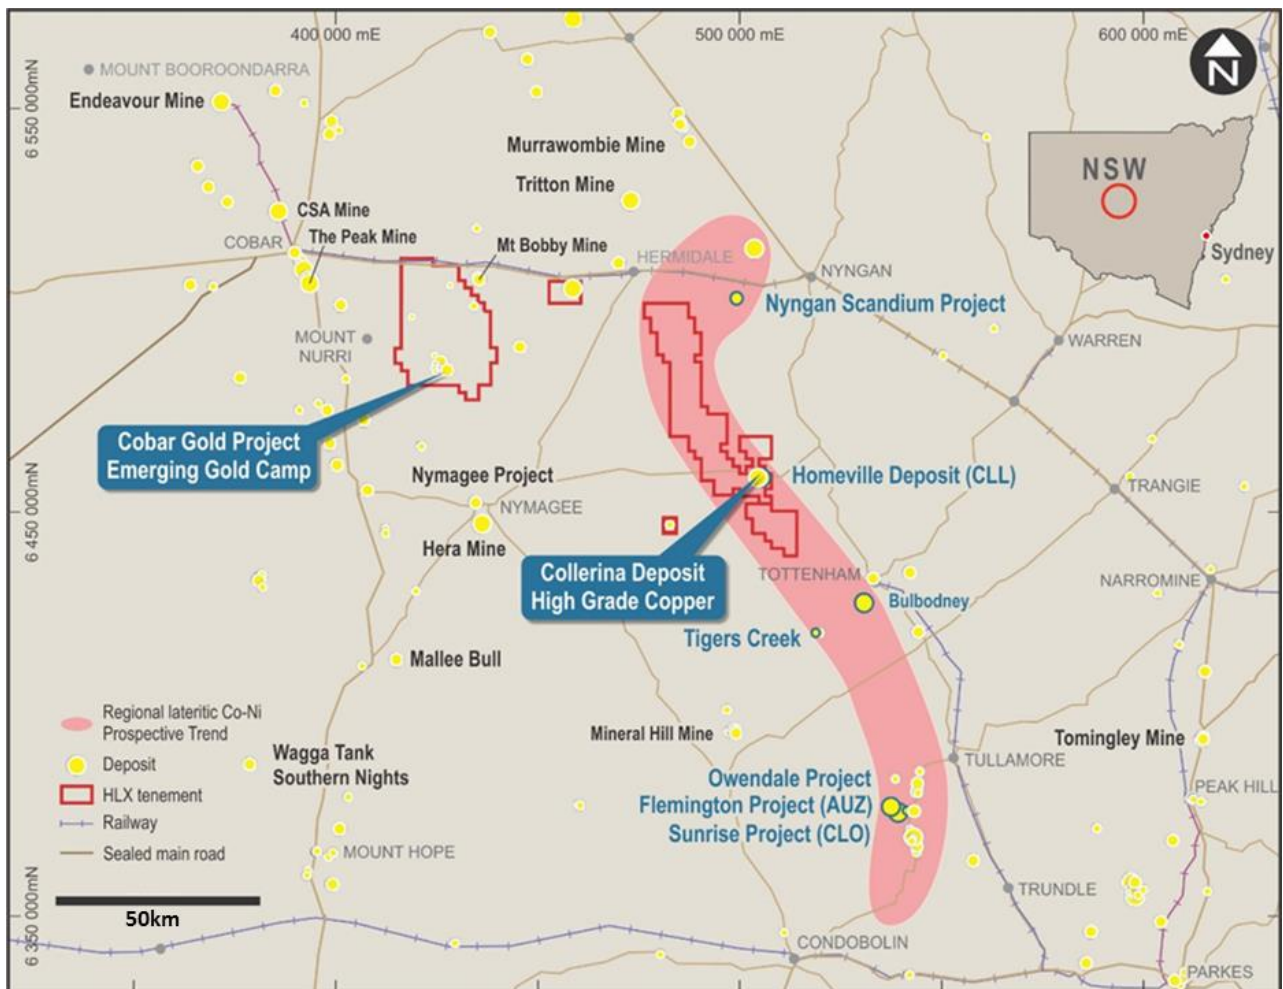 400 000 mE
500 000 mE
600 000 mE
N
MOUNT BOOROONDARRA
Endeavour Mine
6 550 000mN
Murrawombie Mine
Tritton Mine
NSW
Sydney
CSA Mine
COBAR
The Peak Mine
Mt Bobby Mine
HERMIDALE
NYNGAN
Nyngan Scandium Project
MOUNT
NURRI
WARREN
Cobar Gold Project
Emerging Gold Camp
Nymagee Project
NYMAGEE
Hera Mine
Homeville Deposit (CLL)
TRANGIE
6 450 000mN
Collerina Deposit
High Grade Copper
TOTTENHAM
NARROMINE
Bulbodney
Tigers Creek
Mallee Bull
Mineral Hill Mine
Tomingley Mine
TULLAMORE
PEAK HILL
Owendale Project
Flemington Project (AUZ)
Sunrise Project (CLO)
Wagga Tank
Southern Nights
Regional lateritic Co-Ni
Prospective Trend
Deposit
HLX tenement
Railway
Sealed main road
50km
MOUNT HOPE
TRUNDLE
6 350 000mN
CONDOBOLIN
PARKES